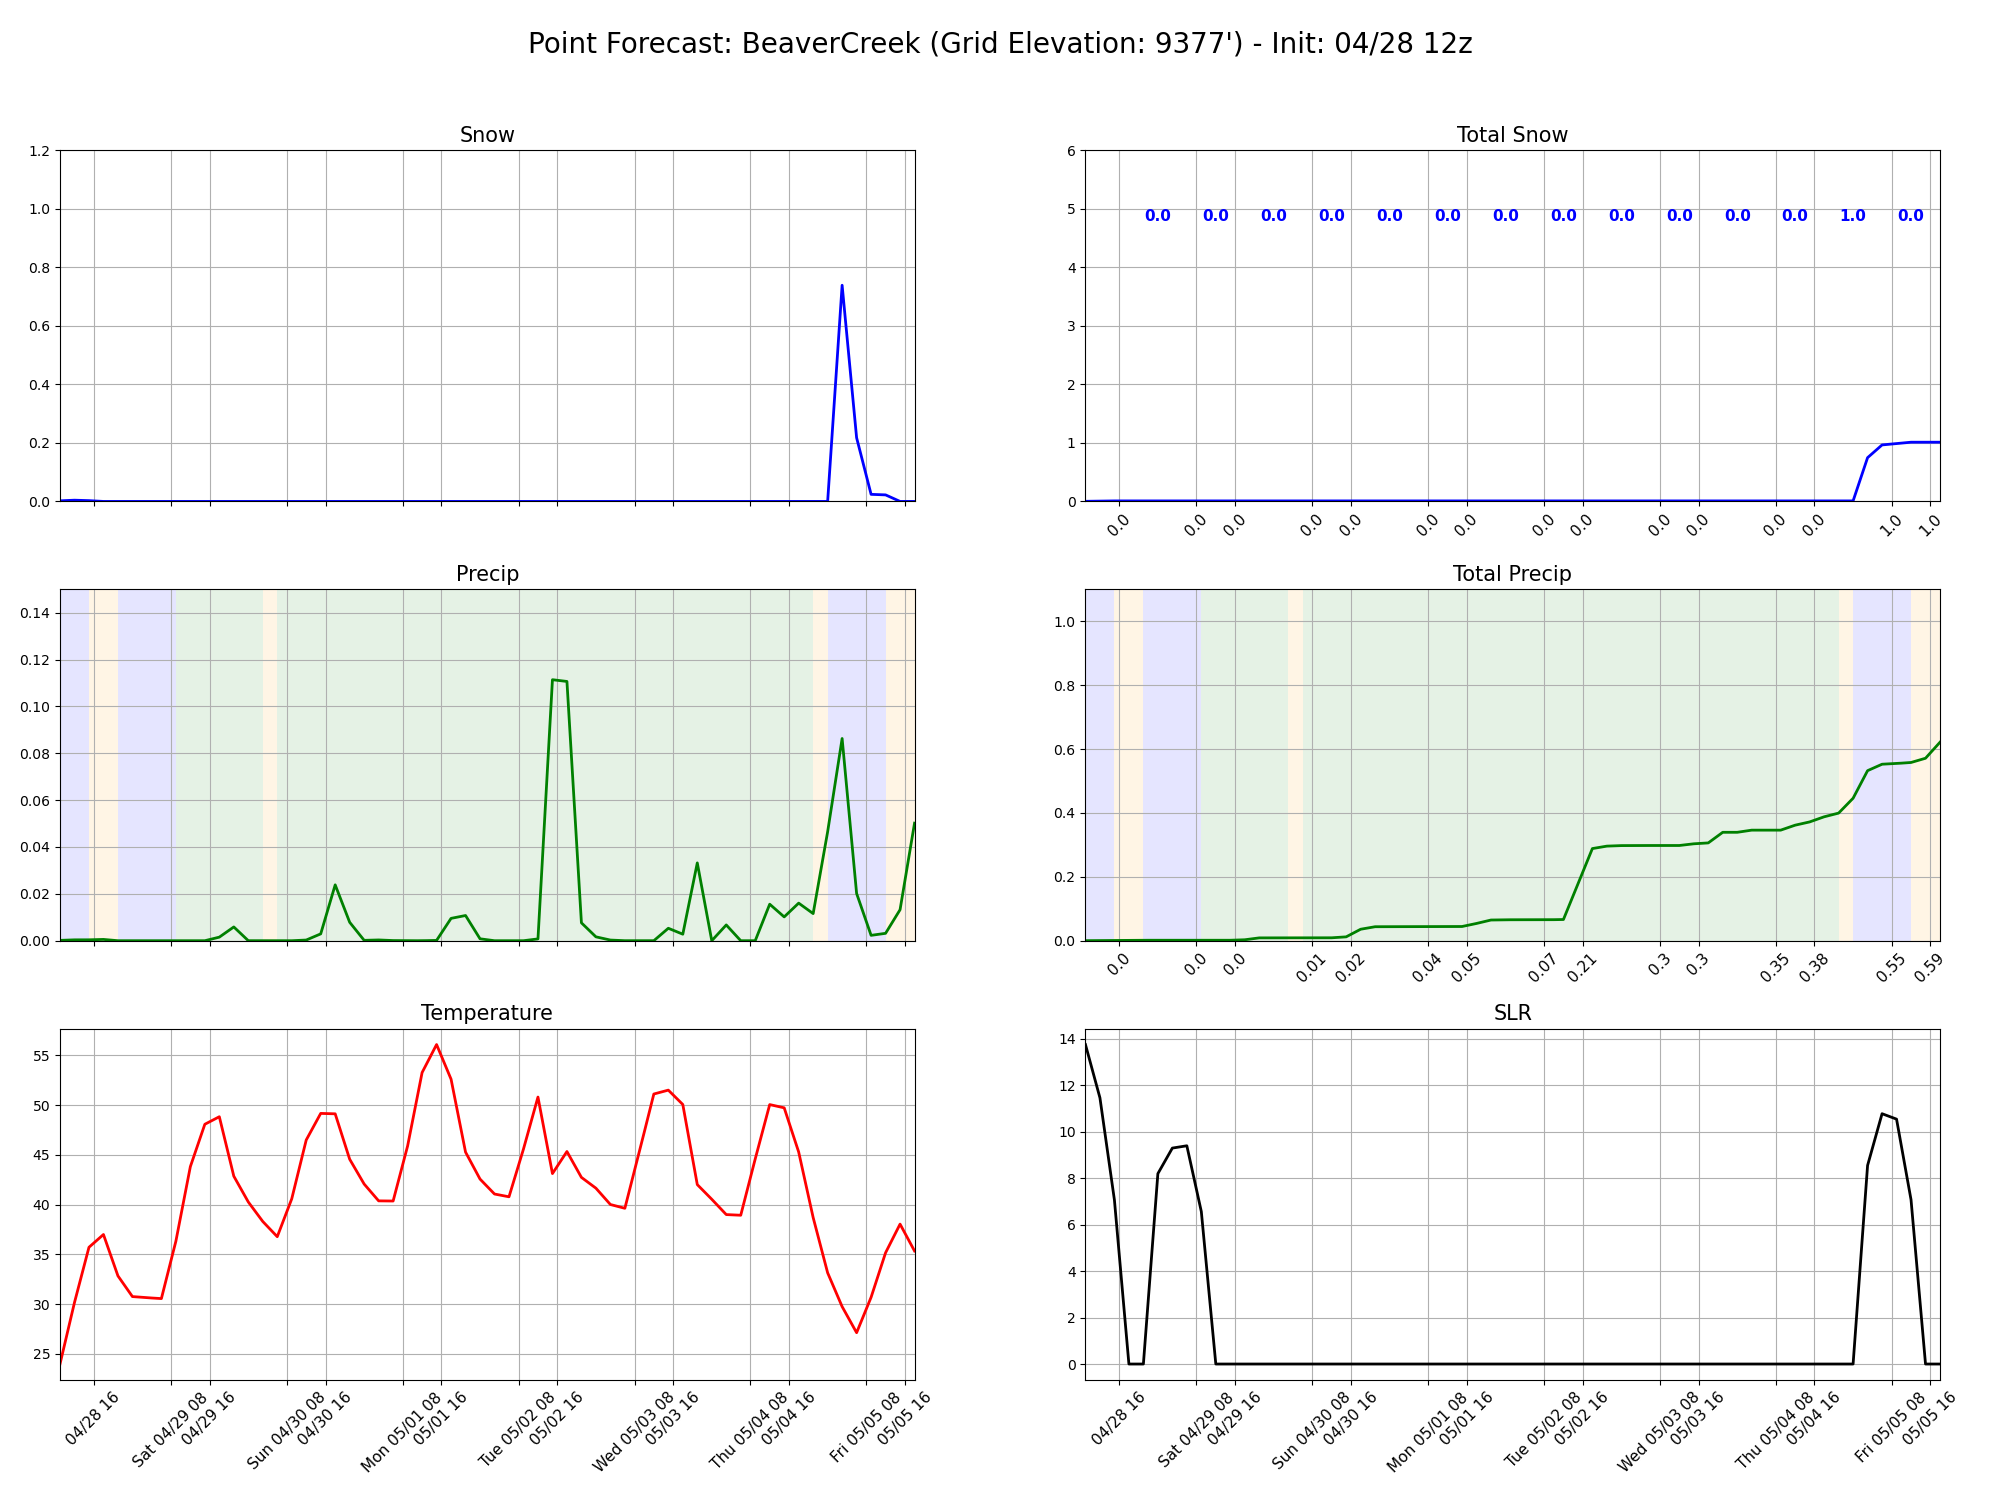 Point Forecast: BeaverCreek (Grid Elevation: 9377') - Init: 04/28 12z
Snow
1.2
1.0
0.8
0.6
0.4
0.2
0.0
Total Snow
6
5
4
3
2
1
0
0.0 0.0 0.0 0.0 0.0 0.0 0.0 0.0 0.0 0.0 0.0 0.0 1.0 0.0
0.0 0.0 0.0 0.0 0.0 0.0 0.0 0.0 0.0 0.0 0.0 0.0 0.0 1.0 1.0
Precip
0.14
0.12
0.10
0.08
0.06
0.04
0.02
0.00
Total Precip
1.0
0.8
0.6
0.4
0.2
0.0
0.0 0.0 0.0 0.01 0.02 0.04 0.05 0.07 0.21 0.3 0.3 0.35 0.38 0.55 0.59
Temperature
55
50
45
40
35
30
25
04/28 16
Sat 04/29 08
04/29 16
Sun 04/30 08
04/30 16
Mon 05/01 08
05/01 16
Tue 05/02 08
05/02 16
Wed 05/03 08
05/03 16
Thu 05/04 08
05/04 16
Fri 05/05 08
05/05 16
SLR
14
12
10
8
6
4
2
0
04/28 16
Sat 04/29 08
04/29 16
Sun 04/30 08
04/30 16
Mon 05/01 08
05/01 16
Tue 05/02 08
05/02 16
Wed 05/03 08
05/03 16
Thu 05/04 08
05/04 16
Fri 05/05 08
05/05 16